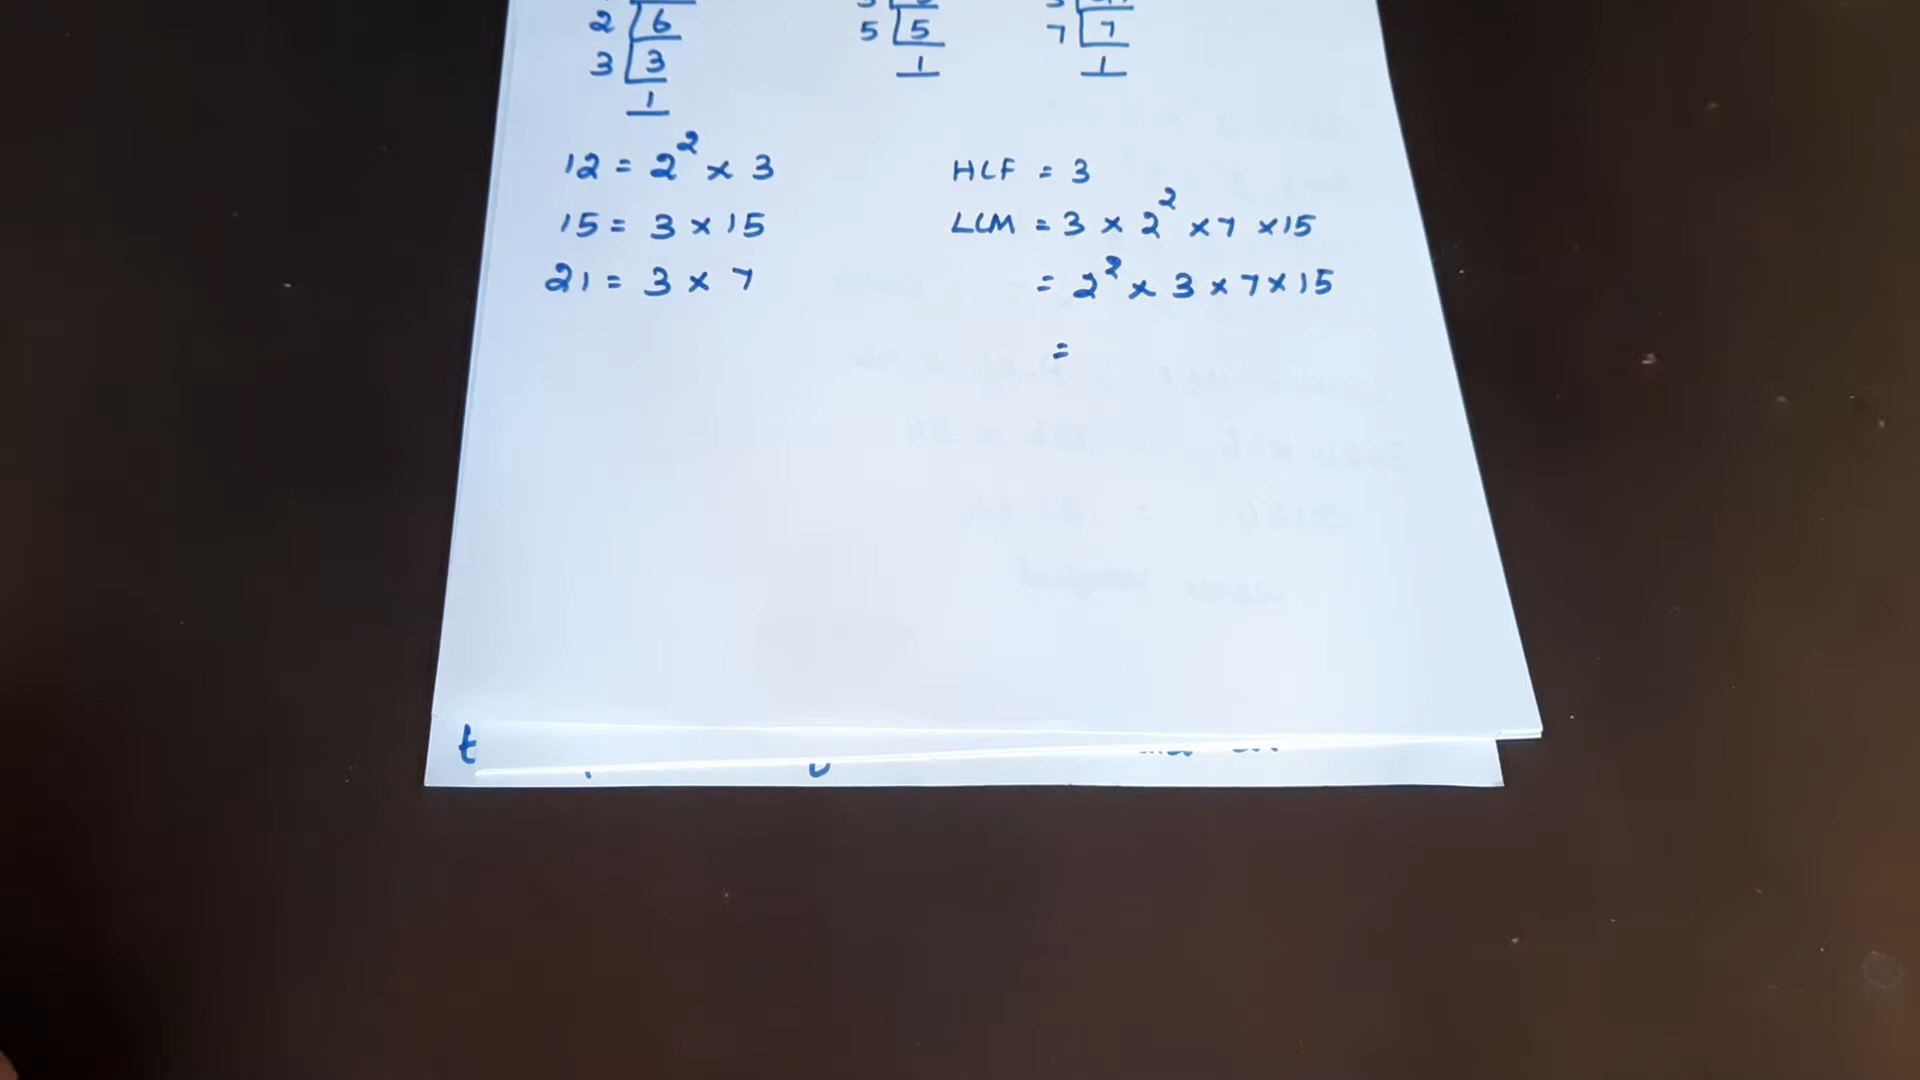 2 6 5 5 7 7
3 3 1 1
1
12 = 2² × 3 HCF = 3
15 = 3 × 15 LCM = 3 × 2² × 7 × 15
21 = 3 × 7 = 2² × 3 × 7 × 15
=
t